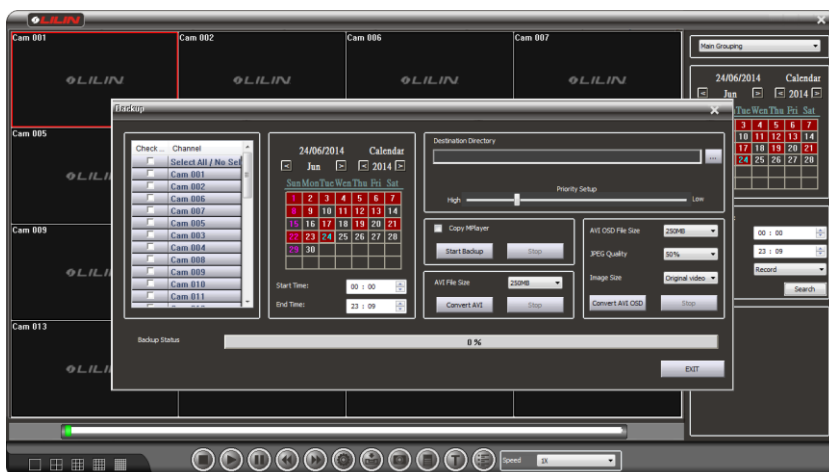 LILIN
Cam 001
Cam 002
Cam 006
Cam 007
Main Grouping
LILIN
LILIN
LILIN
LILIN
24/06/2014 Calendar
Jun 2014
Tue Wen Thu Fri Sat
3 4 5 6 7
10 11 12 13 14
17 18 19 20 21
24 25 26 27 28
Cam 005
Cam 009
Cam 013
Backup
Check ... Channel
Select All / No Sel
Cam 001
Cam 002
Cam 006
Cam 007
Cam 005
Cam 003
Cam 004
Cam 008
Cam 009
Cam 010
Cam 011
24/06/2014 Calendar
Jun 2014
Sun Mon Tue Wen Thu Fri Sat
1 2 3 4 5 6 7
8 9 10 11 12 13 14
15 16 17 18 19 20 21
22 23 24 25 26 27 28
29 30
Start Time: 00 : 00
End Time: 23 : 09
Destination Directory
...
Priority Setup
High Low
Copy MPlayer
Start Backup Stop
AVI File Size 250MB
Convert AVI Stop
AVI OSD File Size 250MB
JPEG Quality 50%
Image Size Original video
Convert AVI OSD Stop
Backup Status 0 %
EXIT
00 : 00
23 : 09
Record
Search
Speed 1X